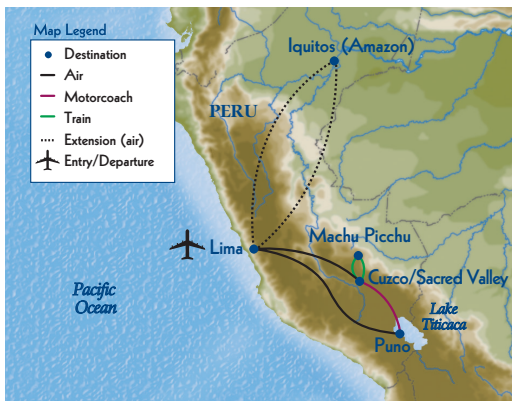 Map Legend
Destination
Air
Motorcoach
Train
Extension (air)
Entry/Departure
Iquitos (Amazon)
PERU
Lima
Machu Picchu
Cuzco/Sacred Valley
Pacific
Ocean
Lake
Titicaca
Puno